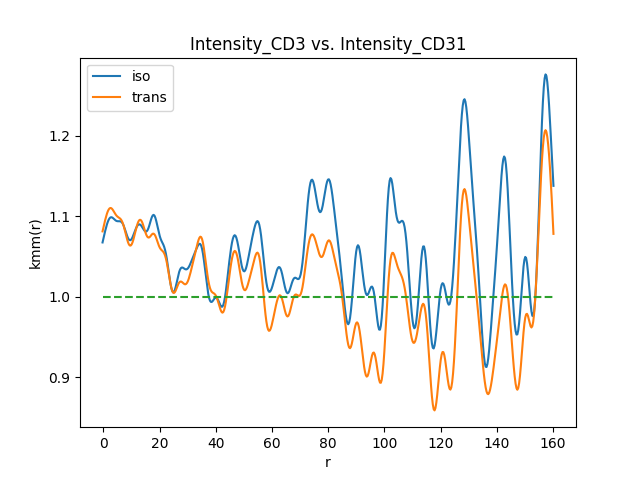 Intensity_CD3 vs. Intensity_CD31
iso
trans
1.2
1.1
1.0
0.9
kmm(r)
0 20 40 60 80 100 120 140 160
r